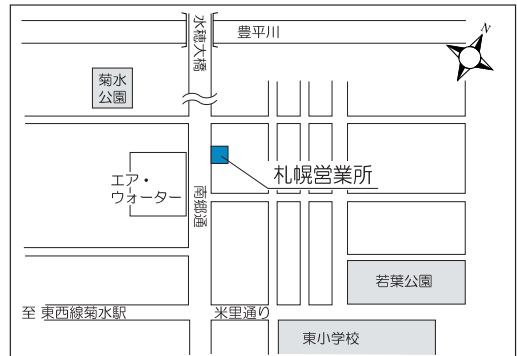 水穂大橋
豊平川
N
菊水
公園
札幌営業所
エア・
ウォーター
南郷通
若葉公園
至 東西線菊水駅
米里通り
東小学校